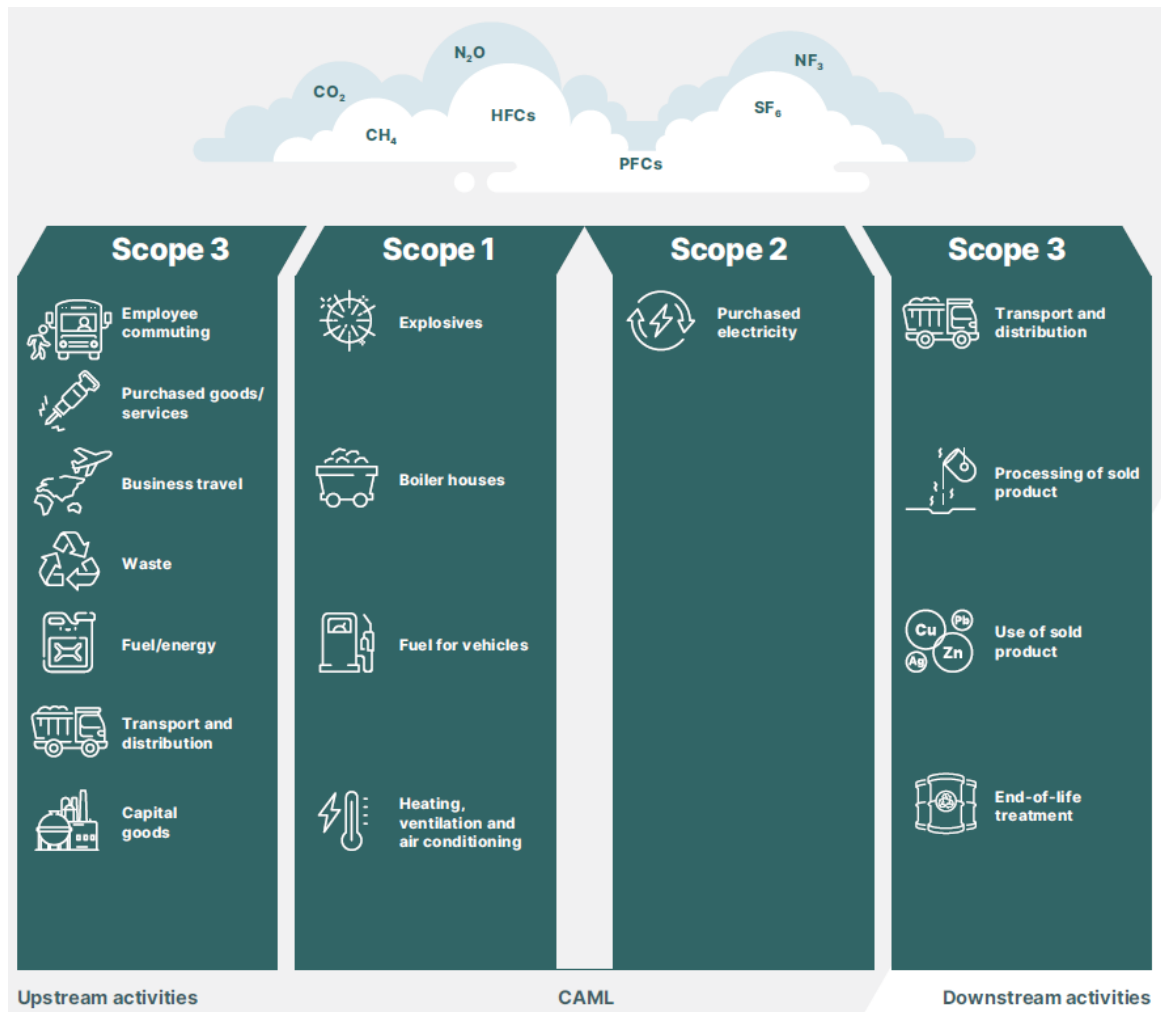 N₂O
NF₃
CO₂
SF₆
HFCs
CH₄
PFCs
Scope 3
Employee
commuting
Purchased goods/
services
Business travel
Waste
Fuel/energy
Transport and
distribution
Capital
goods
Scope 1
Explosives
Boiler houses
Fuel for vehicles
Heating,
ventilation and
air conditioning
Scope 2
Purchased
electricity
Scope 3
Transport and
distribution
Processing of sold
product
Cu
Pb
Ag
Zn
Use of sold
product
End-of-life
treatment
Upstream activities
CAML
Downstream activities